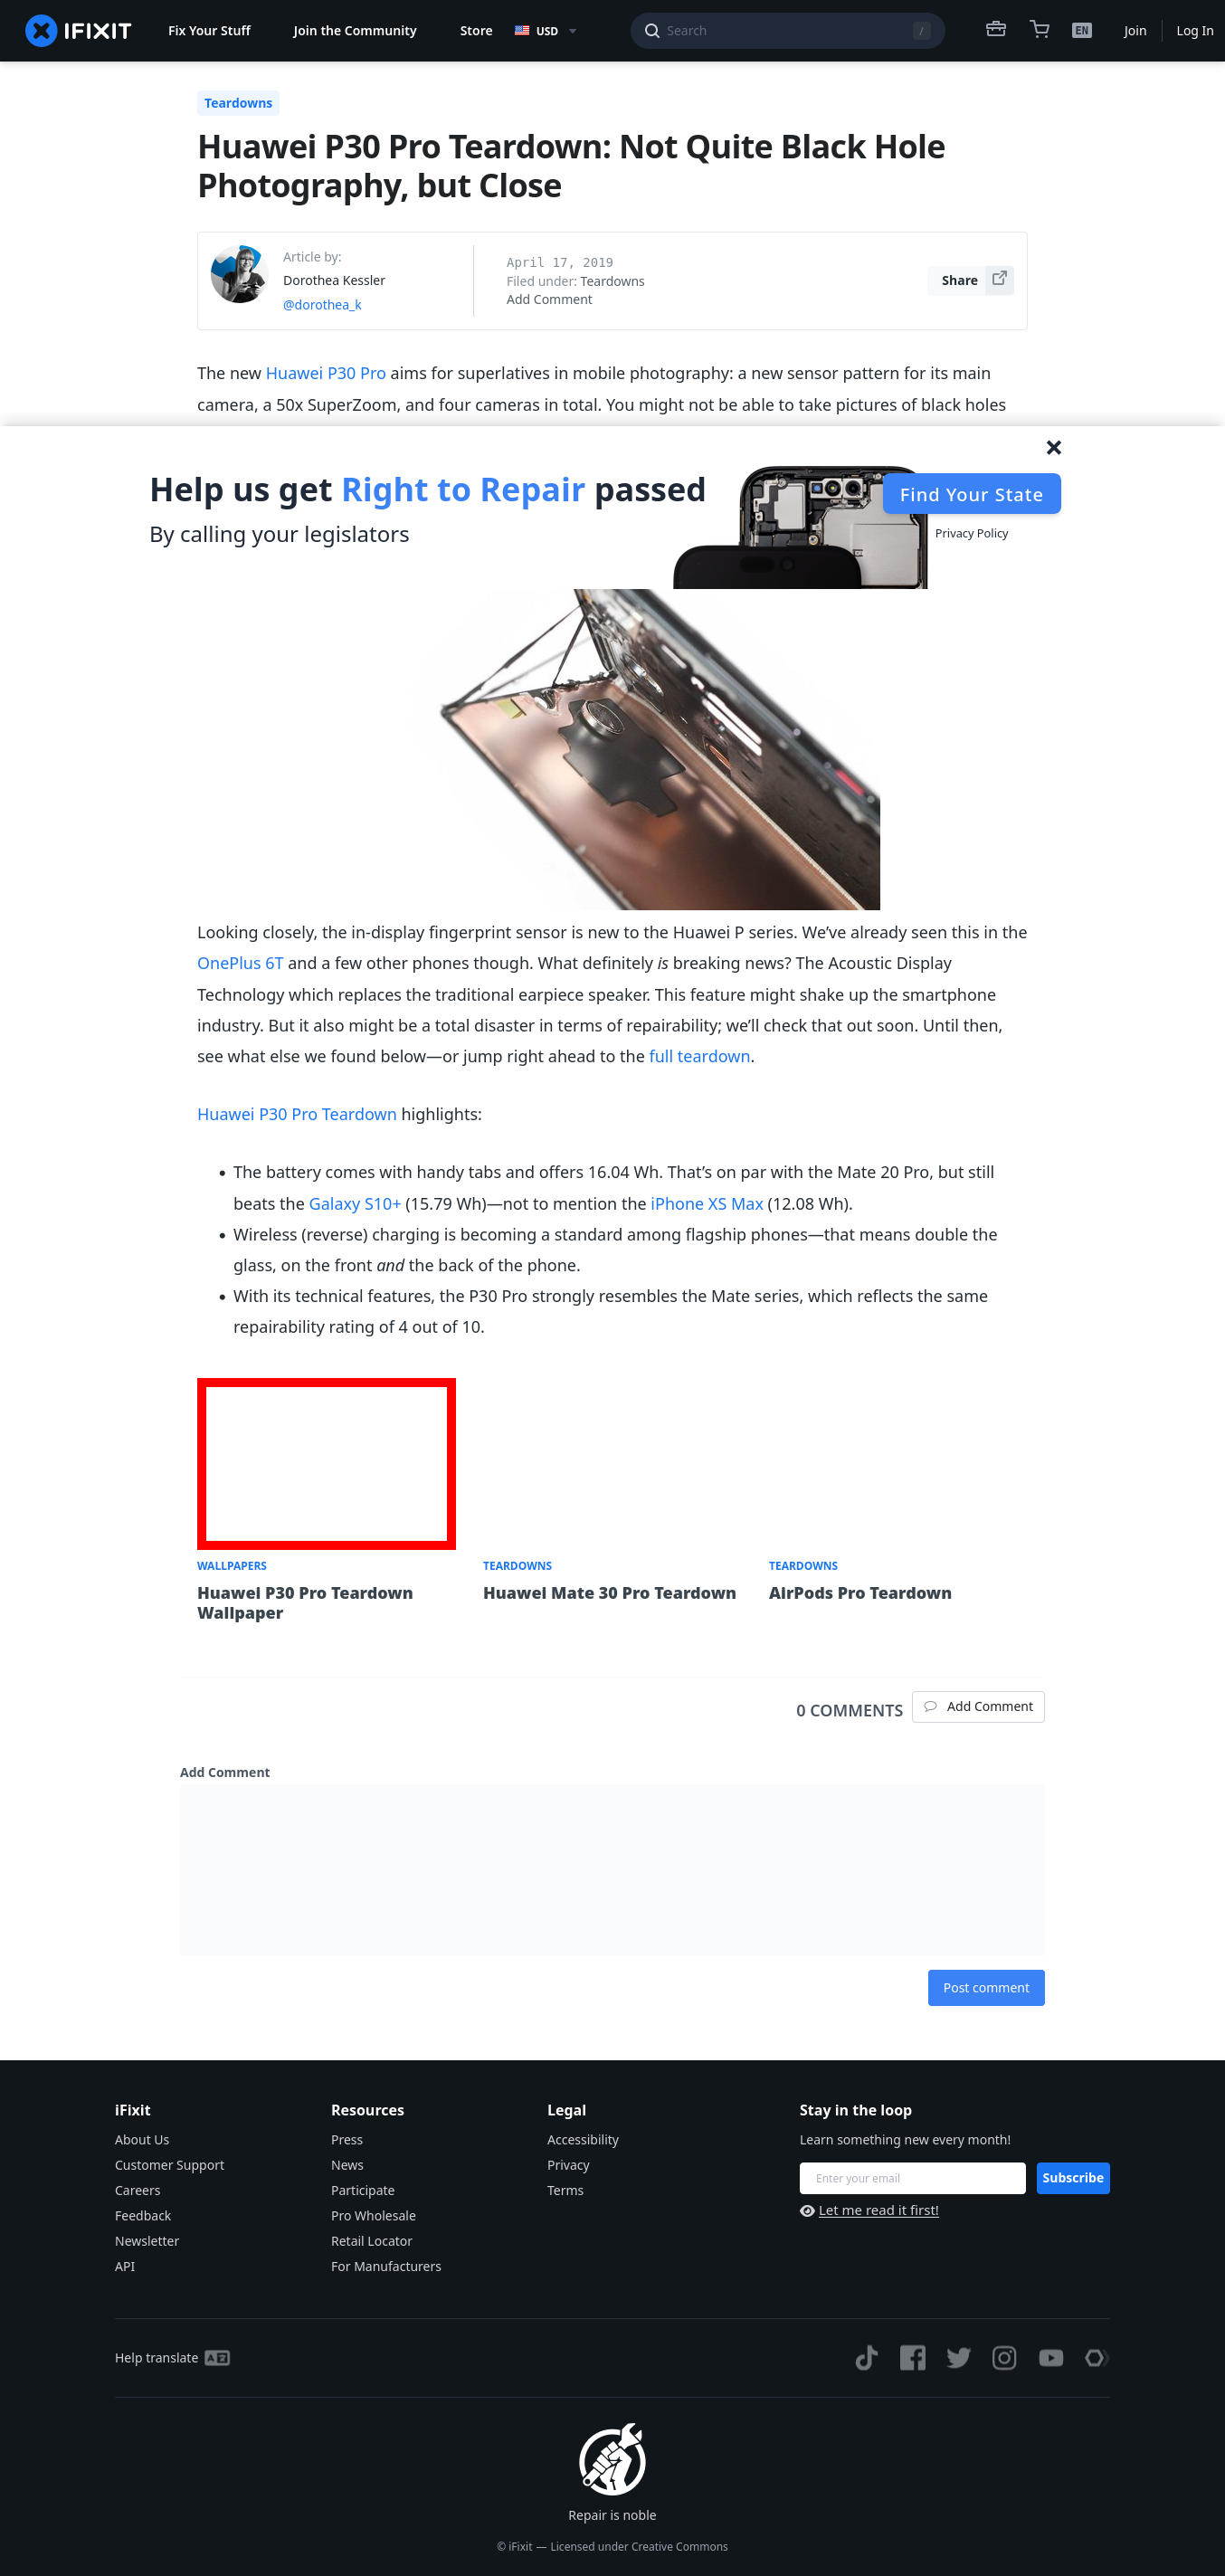 IFIXIT
Fix Your Stuff
Join the Community
Store
USD
Search
/
EN
Join
Log In
Teardowns
Huawei P30 Pro Teardown: Not Quite Black Hole
Photography, but Close
Article by:
Dorothea Kessler
@dorothea_k
April 17, 2019
Filed under: Teardowns
Add Comment
Share
The new Huawei P30 Pro aims for superlatives in mobile photography: a new sensor pattern for its main
camera, a 50x SuperZoom, and four cameras in total. You might not be able to take pictures of black holes
Help us get Right to Repair passed
By calling your legislators
Find Your State
Privacy Policy
Looking closely, the in-display fingerprint sensor is new to the Huawei P series. We’ve already seen this in the
OnePlus 6T and a few other phones though. What definitely is breaking news? The Acoustic Display
Technology which replaces the traditional earpiece speaker. This feature might shake up the smartphone
industry. But it also might be a total disaster in terms of repairability; we’ll check that out soon. Until then,
see what else we found below—or jump right ahead to the full teardown.
Huawei P30 Pro Teardown highlights:
• The battery comes with handy tabs and offers 16.04 Wh. That’s on par with the Mate 20 Pro, but still
beats the Galaxy S10+ (15.79 Wh)—not to mention the iPhone XS Max (12.08 Wh).
• Wireless (reverse) charging is becoming a standard among flagship phones—that means double the
glass, on the front and the back of the phone.
• With its technical features, the P30 Pro strongly resembles the Mate series, which reflects the same
repairability rating of 4 out of 10.
WALLPAPERS
Huawei P30 Pro Teardown
Wallpaper
TEARDOWNS
Huawei Mate 30 Pro Teardown
TEARDOWNS
AirPods Pro Teardown
0 COMMENTS
Add Comment
Add Comment
Post comment
iFixit
About Us
Customer Support
Careers
Feedback
Newsletter
API
Resources
Press
News
Participate
Pro Wholesale
Retail Locator
For Manufacturers
Legal
Accessibility
Privacy
Terms
Stay in the loop
Learn something new every month!
Enter your email
Subscribe
Let me read it first!
Help translate
Repair is noble
© iFixit — Licensed under Creative Commons